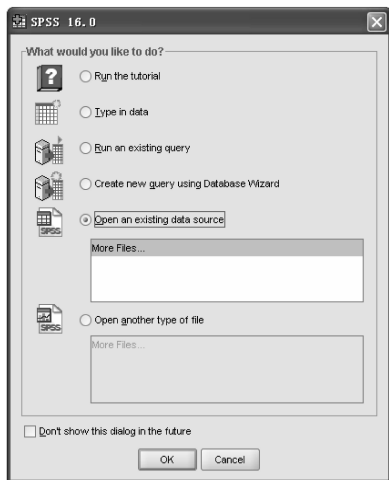 SPSS 16.0
What would you like to do?
Run the tutorial
Type in data
Run an existing query
Create new query using Database Wizard
SPSS
Open an existing data source
More Files...
SPSS
Open another type of file
More Files...
Don't show this dialog in the future
OK
Cancel